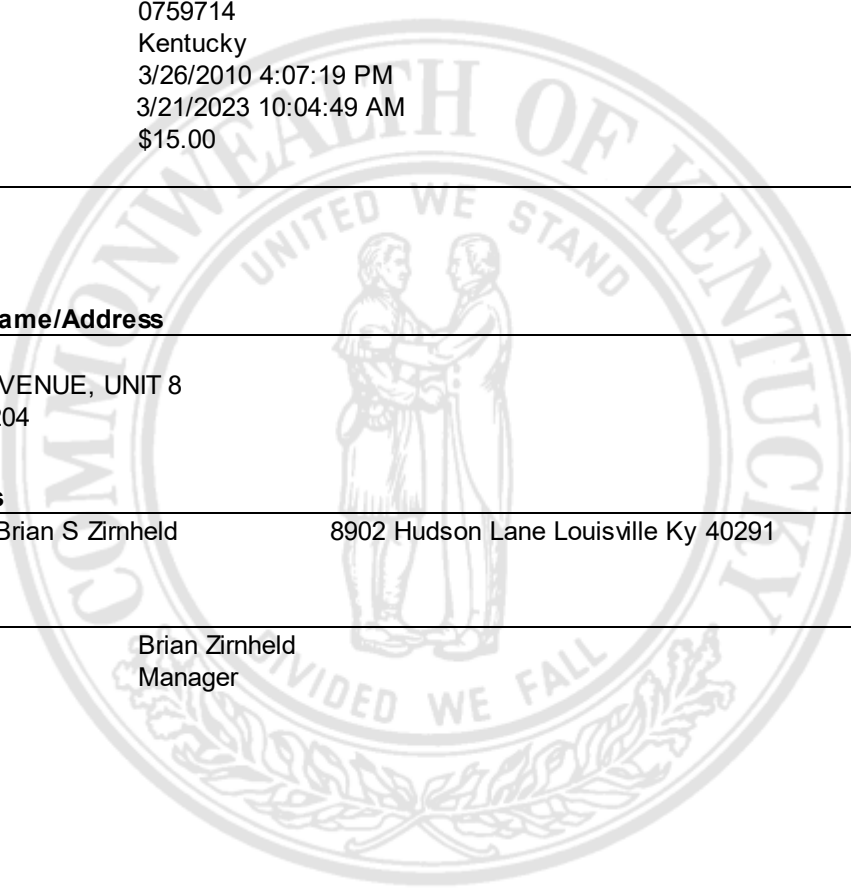 0759714
Kentucky
3/26/2010 4:07:19 PM
3/21/2023 10:04:49 AM
$15.00
COMMONWEALTH OF KENTUCKY
UNITED WE STAND
ame/Address
VENUE, UNIT 8
204
s
Brian S Zirnheld 8902 Hudson Lane Louisville Ky 40291
Brian Zirnheld
Manager
DIVIDED WE FALL